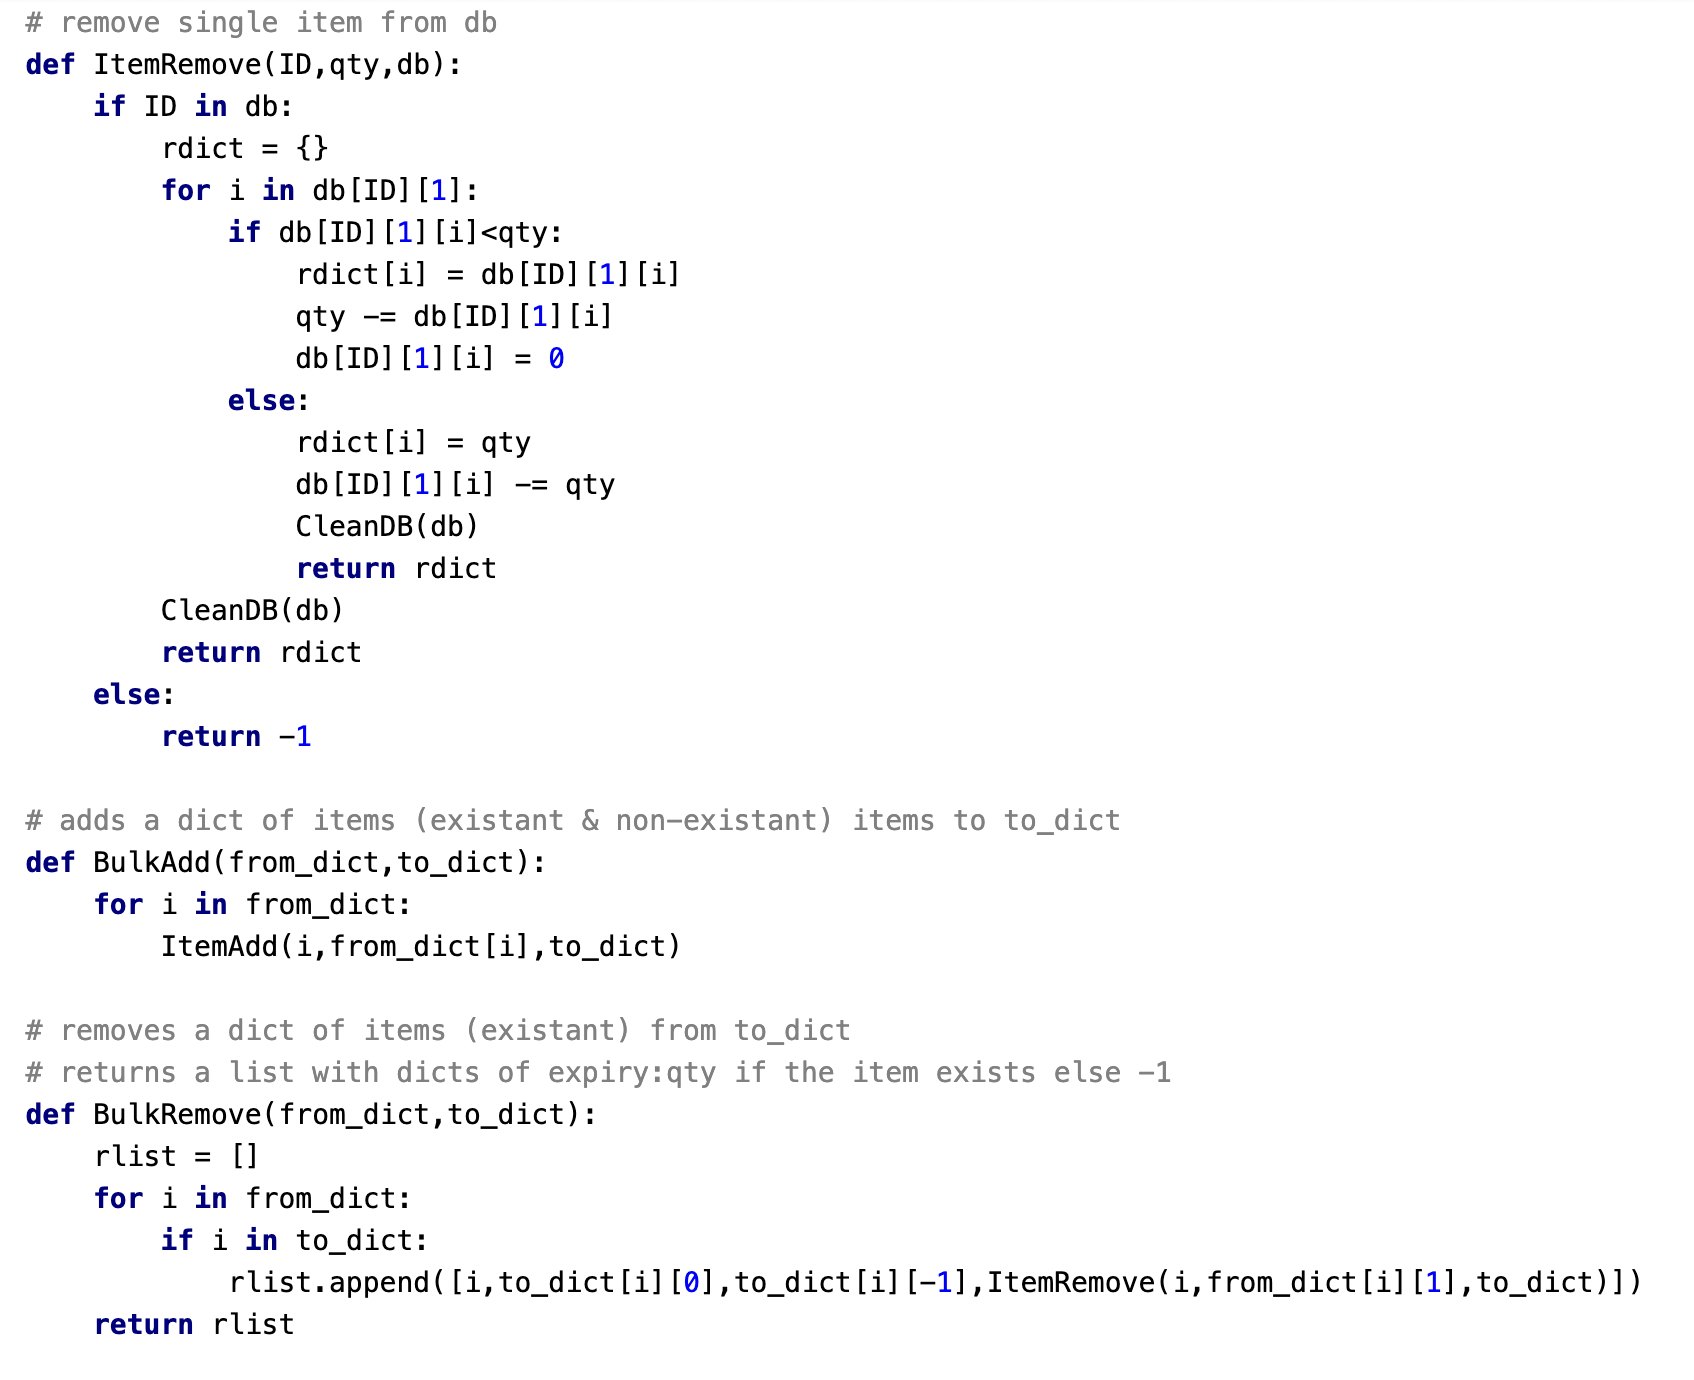 # remove single item from db
def ItemRemove(ID,qty,db):
    if ID in db:
        rdict = {}
        for i in db[ID][1]:
            if db[ID][1][i]<qty:
                rdict[i] = db[ID][1][i]
                qty -= db[ID][1][i]
                db[ID][1][i] = 0
            else:
                rdict[i] = qty
                db[ID][1][i] -= qty
                CleanDB(db)
                return rdict
        CleanDB(db)
        return rdict
    else:
        return -1

# adds a dict of items (existant & non-existant) items to to_dict
def BulkAdd(from_dict,to_dict):
    for i in from_dict:
        ItemAdd(i,from_dict[i],to_dict)

# removes a dict of items (existant) from to_dict
# returns a list with dicts of expiry:qty if the item exists else -1
def BulkRemove(from_dict,to_dict):
    rlist = []
    for i in from_dict:
        if i in to_dict:
            rlist.append([i,to_dict[i][0],to_dict[i][-1],ItemRemove(i,from_dict[i][1],to_dict)])
    return rlist